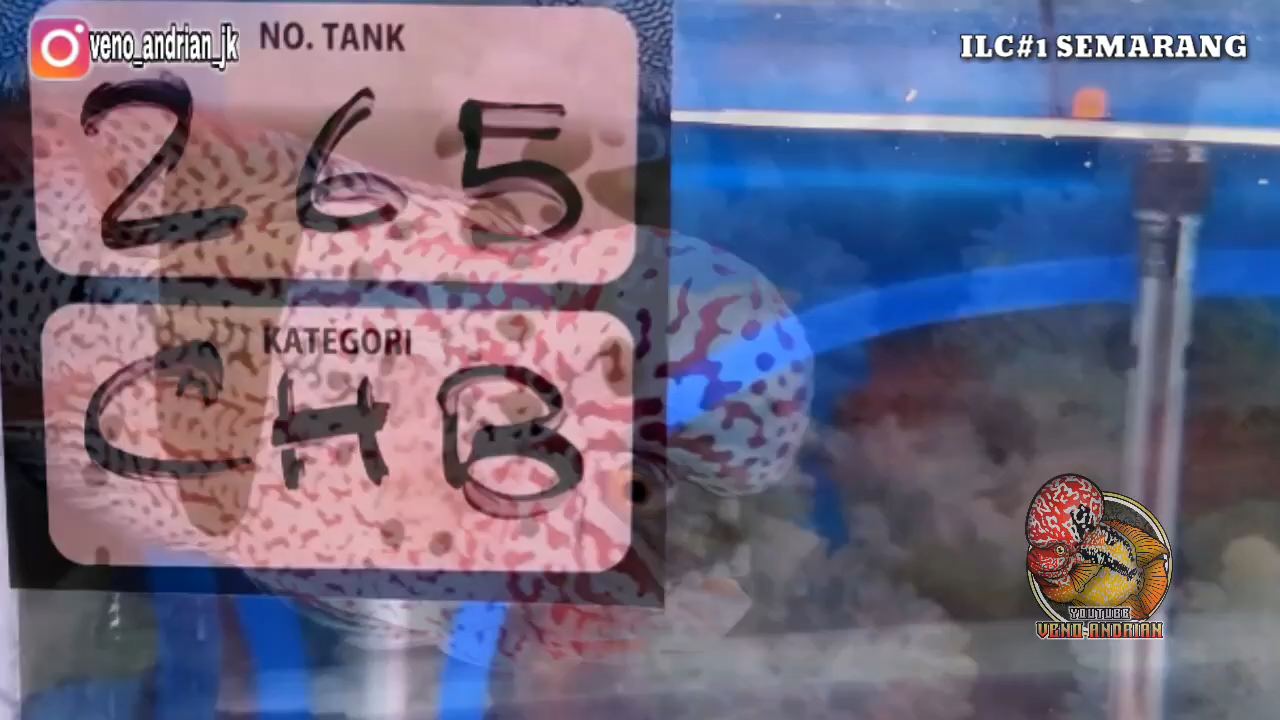 veno_andrian_jk
NO. TANK
ILC#1 SEMARANG
265
KATEGORI
CHB
YOUTUBE
VENO ANDRIAN